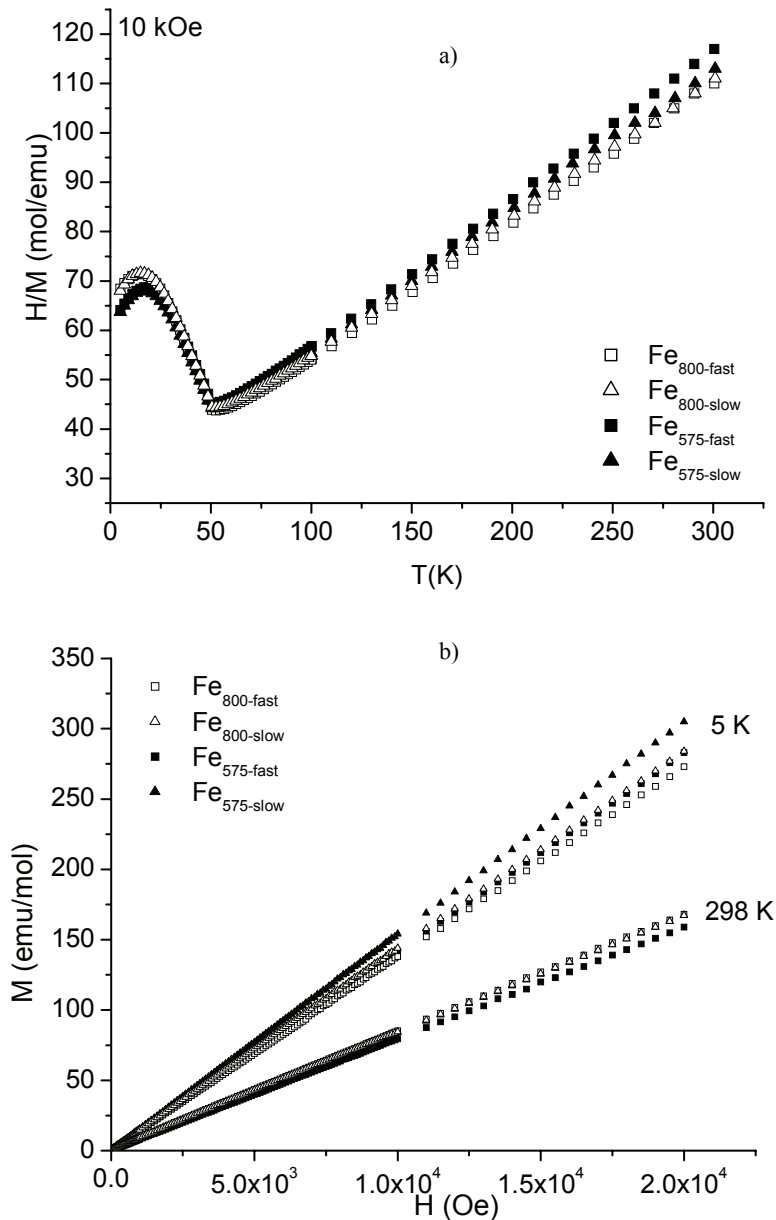 10 kOe
a)
120
110
100
90
80
70
60
50
40
30
H/M (mol/emu)
Fe800-fast
Fe800-slow
Fe575-fast
Fe575-slow
0 50 100 150 200 250 300
T(K)
b)
350
300
250
200
150
100
50
0
M (emu/mol)
Fe800-fast
Fe800-slow
Fe575-fast
Fe575-slow
5 K
298 K
0.0 5.0x10³ 1.0x10⁴ 1.5x10⁴ 2.0x10⁴
H (Oe)